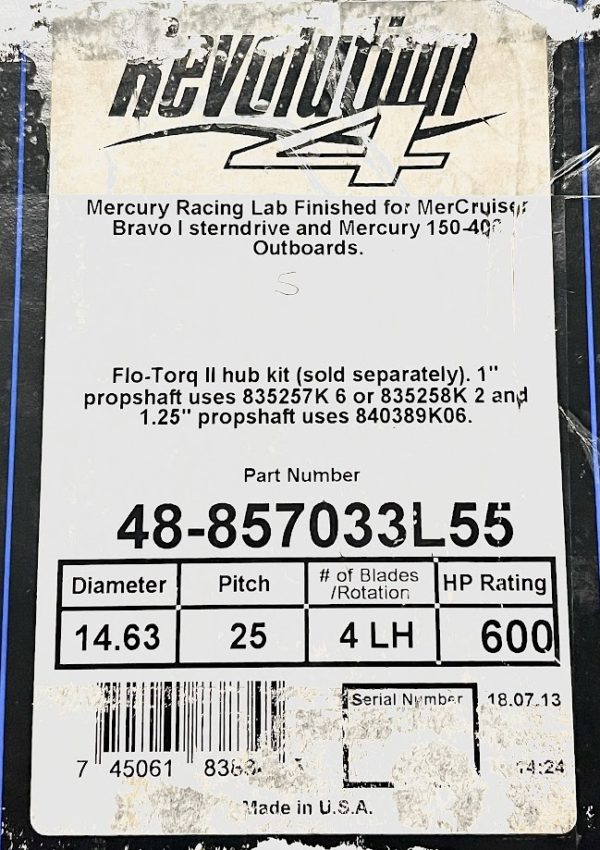 Revolution
4
Mercury Racing Lab Finished for MerCruiser
Bravo I sterndrive and Mercury 150-400
Outboards.
S
Flo-Torq II hub kit (sold separately). 1"
propshaft uses 835257K 6 or 835258K 2 and
1.25" propshaft uses 840389K06.
Part Number
48-857033L55
Diameter Pitch # of Blades /Rotation HP Rating
14.63 25 4 LH 600
Serial Number 18.07.13
7 45061
14:24
Made in U.S.A.